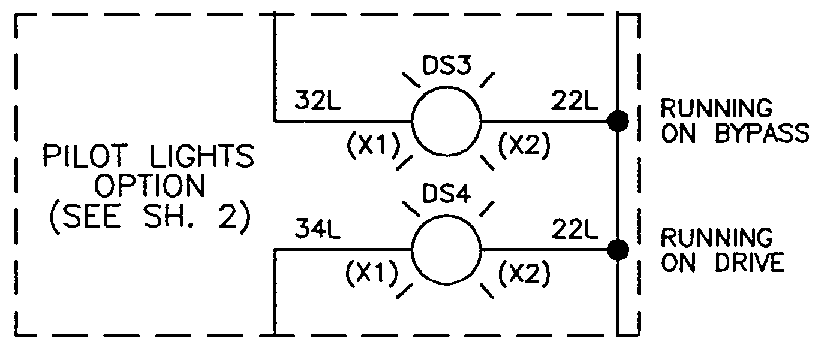 DS3
32L
22L
(X1)
(X2)
RUNNING
ON BYPASS
PILOT LIGHTS
OPTION
(SEE SH. 2)
DS4
34L
22L
(X1)
(X2)
RUNNING
ON DRIVE